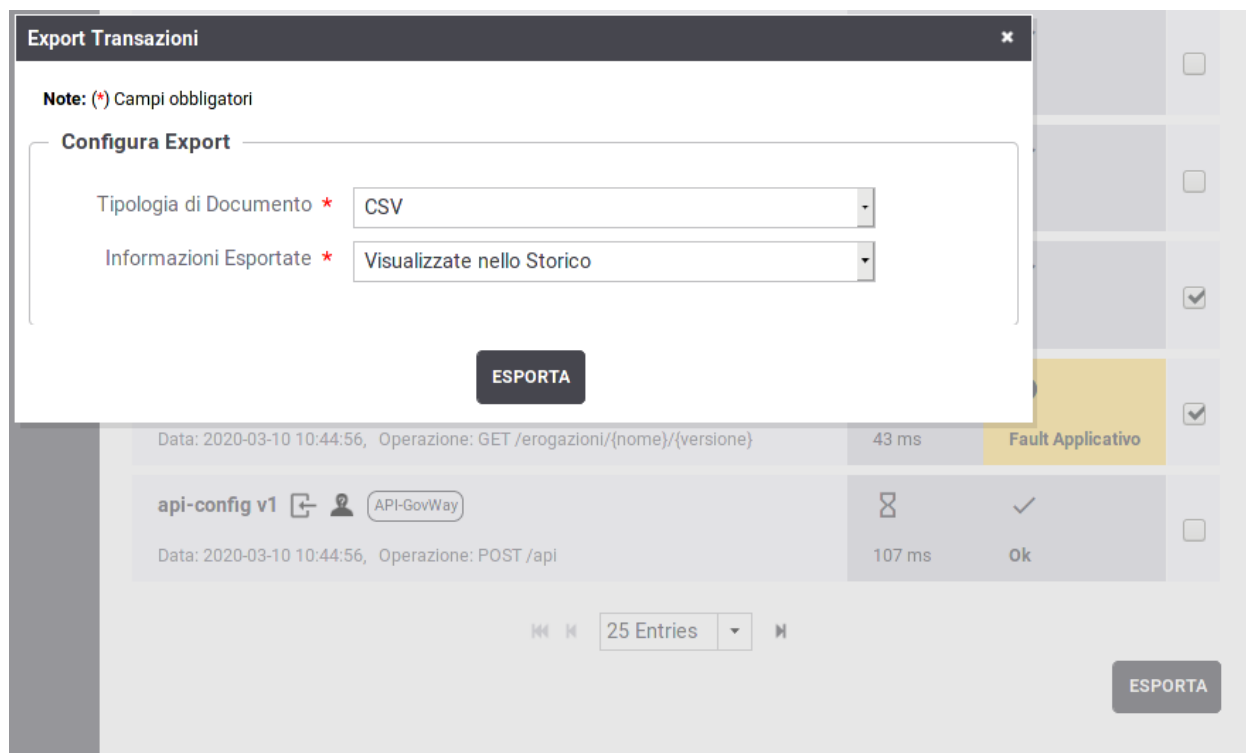 Export Transazioni
Note: (*) Campi obbligatori
Configura Export
Tipologia di Documento * CSV
Informazioni Esportate * Visualizzate nello Storico
ESPORTA
Data: 2020-03-10 10:44:56, Operazione: GET /erogazioni/{nome}/{versione} 43 ms Fault Applicativo
api-config v1 API-GovWay
Data: 2020-03-10 10:44:56, Operazione: POST /api 107 ms Ok
25 Entries
ESPORTA